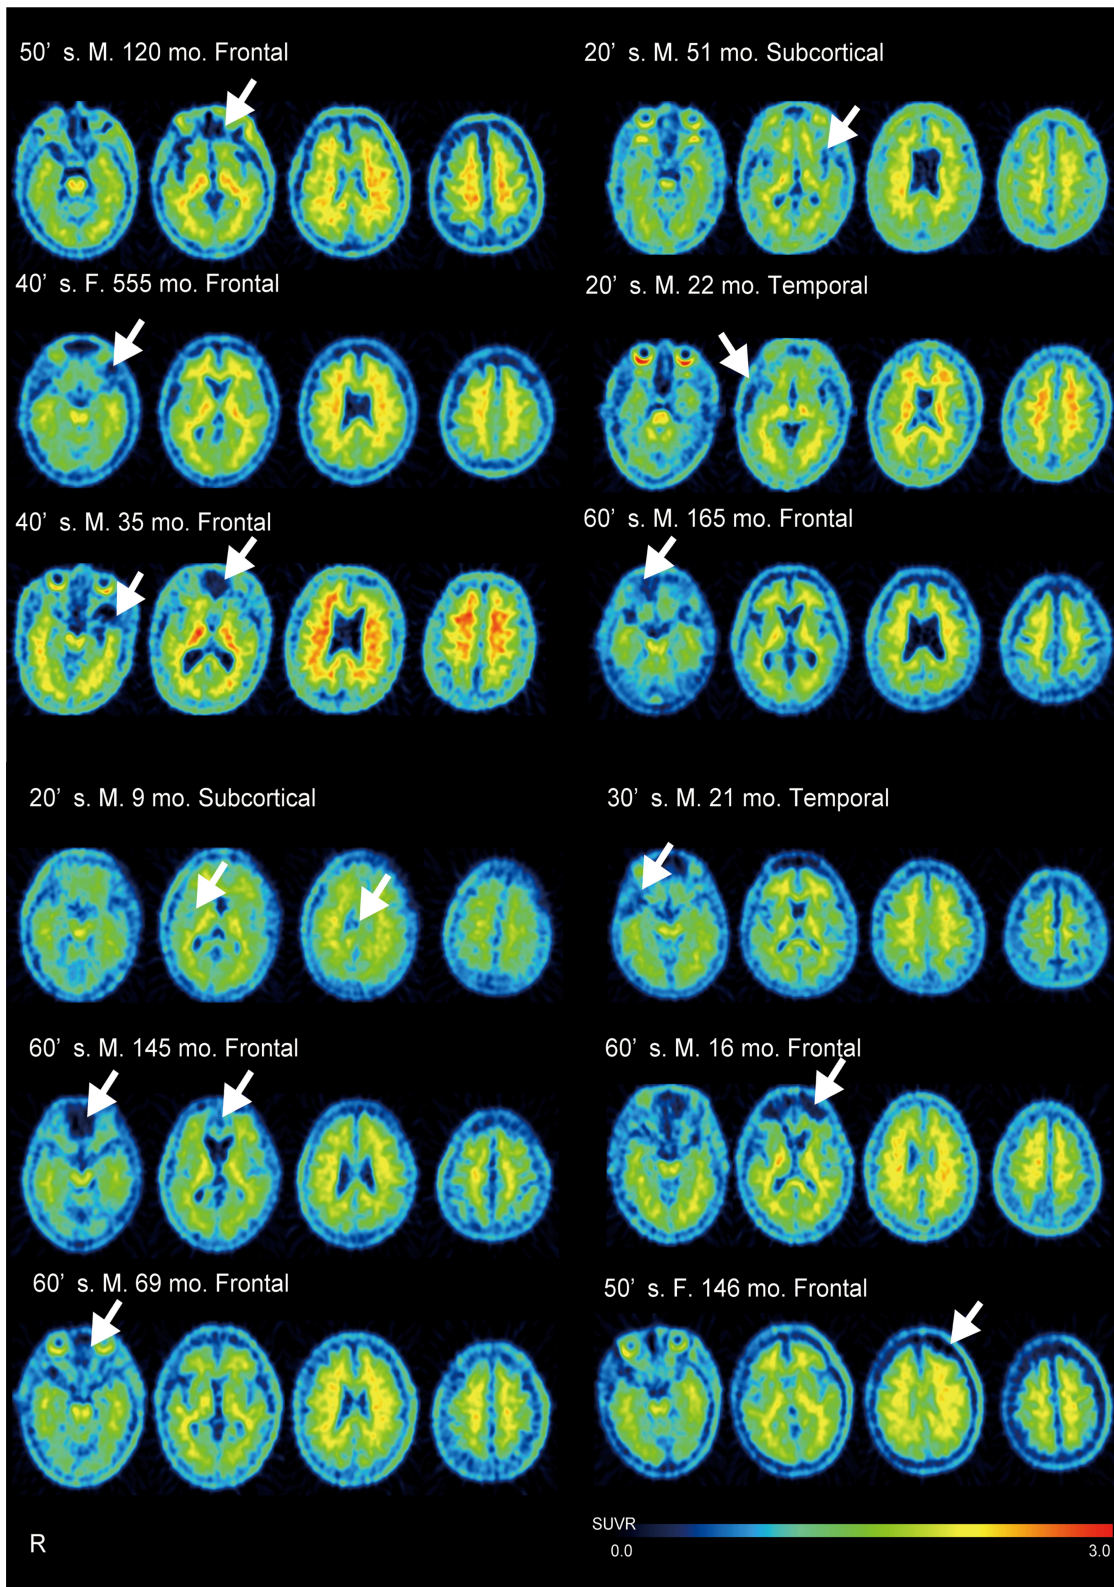 50' s. M. 120 mo. Frontal
20' s. M. 51 mo. Subcortical
40' s. F. 555 mo. Frontal
20' s. M. 22 mo. Temporal
40' s. M. 35 mo. Frontal
60' s. M. 165 mo. Frontal
20' s. M. 9 mo. Subcortical
30' s. M. 21 mo. Temporal
60' s. M. 145 mo. Frontal
60' s. M. 16 mo. Frontal
60' s. M. 69 mo. Frontal
50' s. F. 146 mo. Frontal
R
SUVR
0.0 3.0